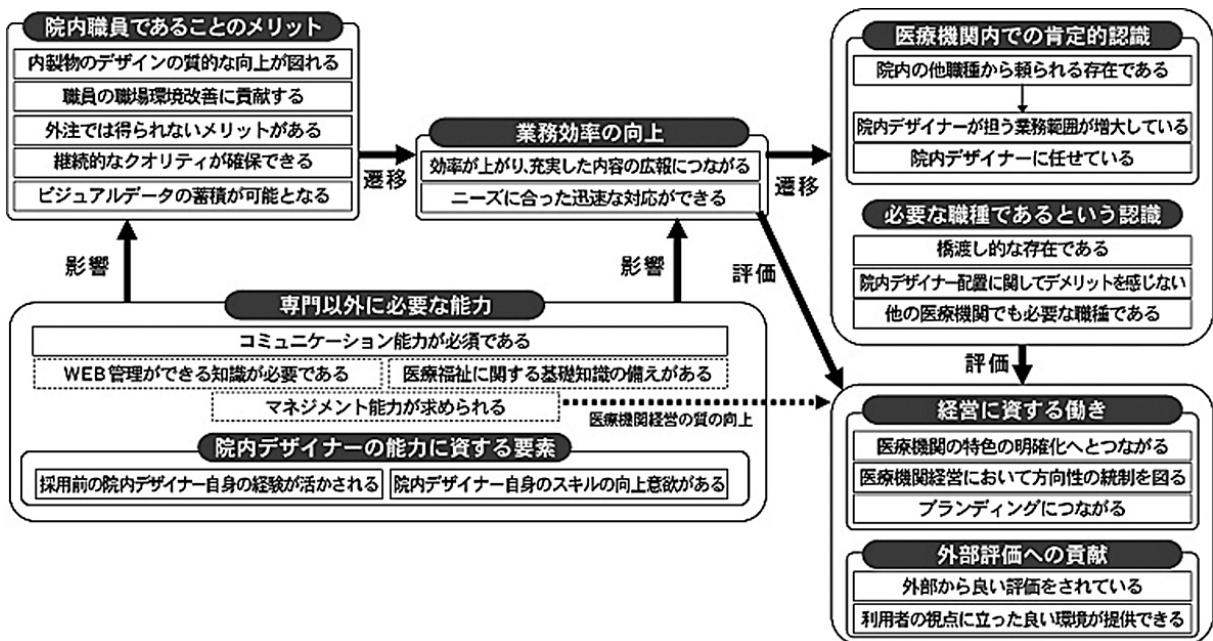 院内職員であることのメリット
内製物のデザインの質的な向上が図れる
職員の職場環境改善に貢献する
外注では得られないメリットがある
継続的なクオリティが確保できる
ビジュアルデータの蓄積が可能となる
遷移
業務効率の向上
効率が上がり、充実した内容の広報につながる
ニーズに合った迅速な対応ができる
遷移
医療機関内での肯定的認識
院内の他職種から頼られる存在である
院内デザイナーが担う業務範囲が増大している
院内デザイナーに任せている
必要な職種であるという認識
橋渡し的な存在である
院内デザイナー配置に関してデメリットを感じない
他の医療機関でも必要な職種である
影響
影響
評価
専門以外に必要な能力
コミュニケーション能力が必須である
WEB管理ができる知識が必要である
医療福祉に関する基礎知識の備えがある
マネジメント能力が求められる
医療機関経営の質の向上
院内デザイナーの能力に資する要素
採用前の院内デザイナー自身の経験が活かされる
院内デザイナー自身のスキルの向上意欲がある
評価
経営に資する働き
医療機関の特色の明確化へとつながる
医療機関経営において方向性の統制を図る
ブランディングにつながる
外部評価への貢献
外部から良い評価をされている
利用者の視点に立った良い環境が提供できる